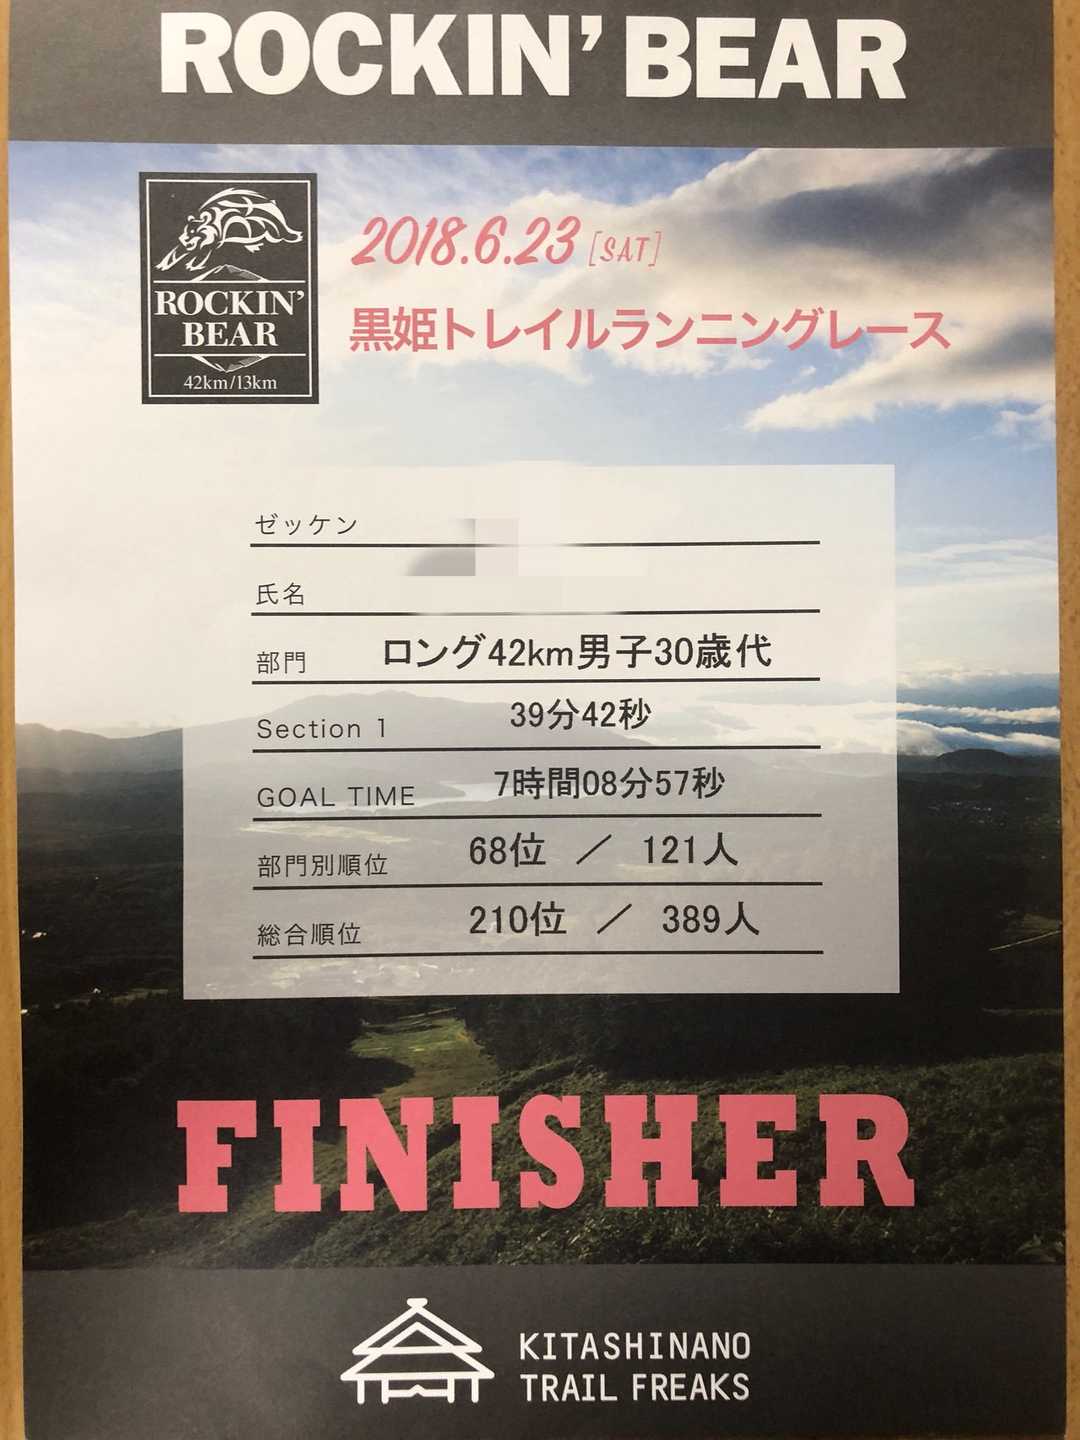 ROCKIN' BEAR
ROCKIN'
BEAR
42km/13km
2018.6.23 [SAT]
黒姫トレイルランニングレース
ゼッケン
氏名
部門 ロング42km男子30歳代
Section 1 39分42秒
GOAL TIME 7時間08分57秒
部門別順位 68位 ／ 121人
総合順位 210位 ／ 389人
FINISHER
KITASHINANO
TRAIL FREAKS